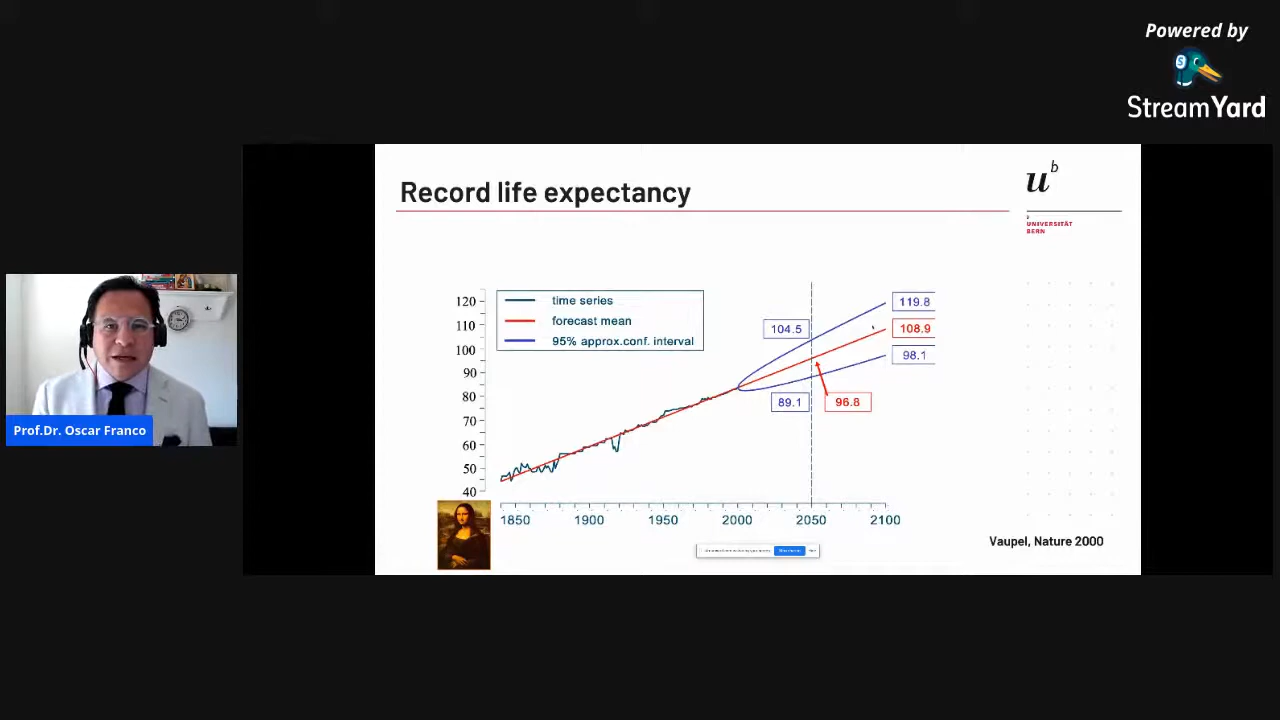 Powered by
StreamYard
Record life expectancy
u^b
UNIVERSITÄT
BERN
time series
forecast mean
95% approx.conf. interval
120
110
100
90
80
70
60
50
40
104.5
119.8
108.9
98.1
89.1
96.8
1850
1900
1950
2000
2050
2100
Vaupel, Nature 2000
Prof.Dr. Oscar Franco